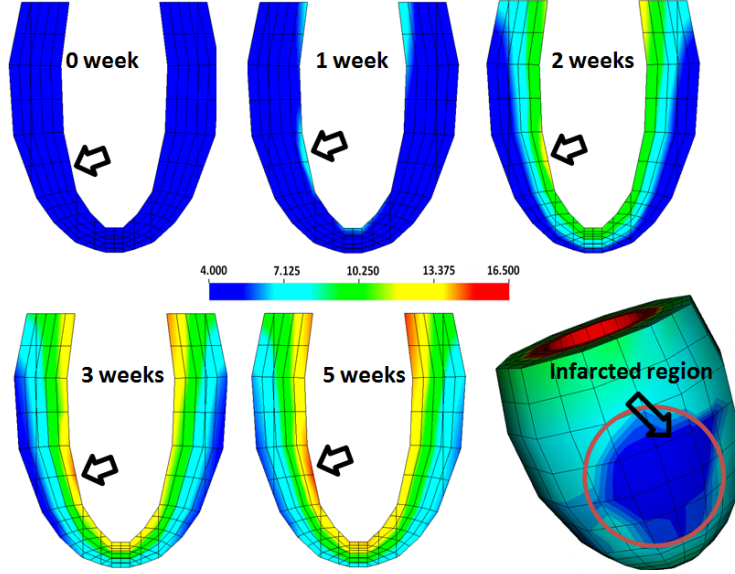 0 week
1 week
2 weeks
4.000 7.125 10.250 13.375 16.500
3 weeks
5 weeks
Infarcted region